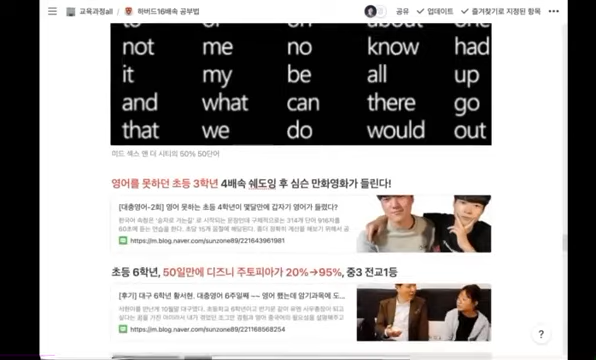 교육과정all / 하버드16배속 공부법
공유 업데이트 즐겨찾기로 지정된 항목 •••
to or on about one
not me no know had
it my be all up
and what can there go
that we do would out
미드 섹스 앤 더 시티의 50% 50단어
영어를 못하던 초등 3학년 4배속 쉐도잉 후 심슨 만화영화가 들린다!
[대충영어-2회] 영어 못하는 초등 4학년이 몇달만에 갑자기 영어가 들렸다?
https://m.blog.naver.com/sunzone89/221643961981
초등 6학년, 50일만에 디즈니 주토피아가 20%→95%, 중3 전교1등
[후기] 대구 6학년 황서현. 대충영어 6주일째 ~~ 영어 했는데 암기과목에 도...
https://m.blog.naver.com/sunzone89/221168568254
?